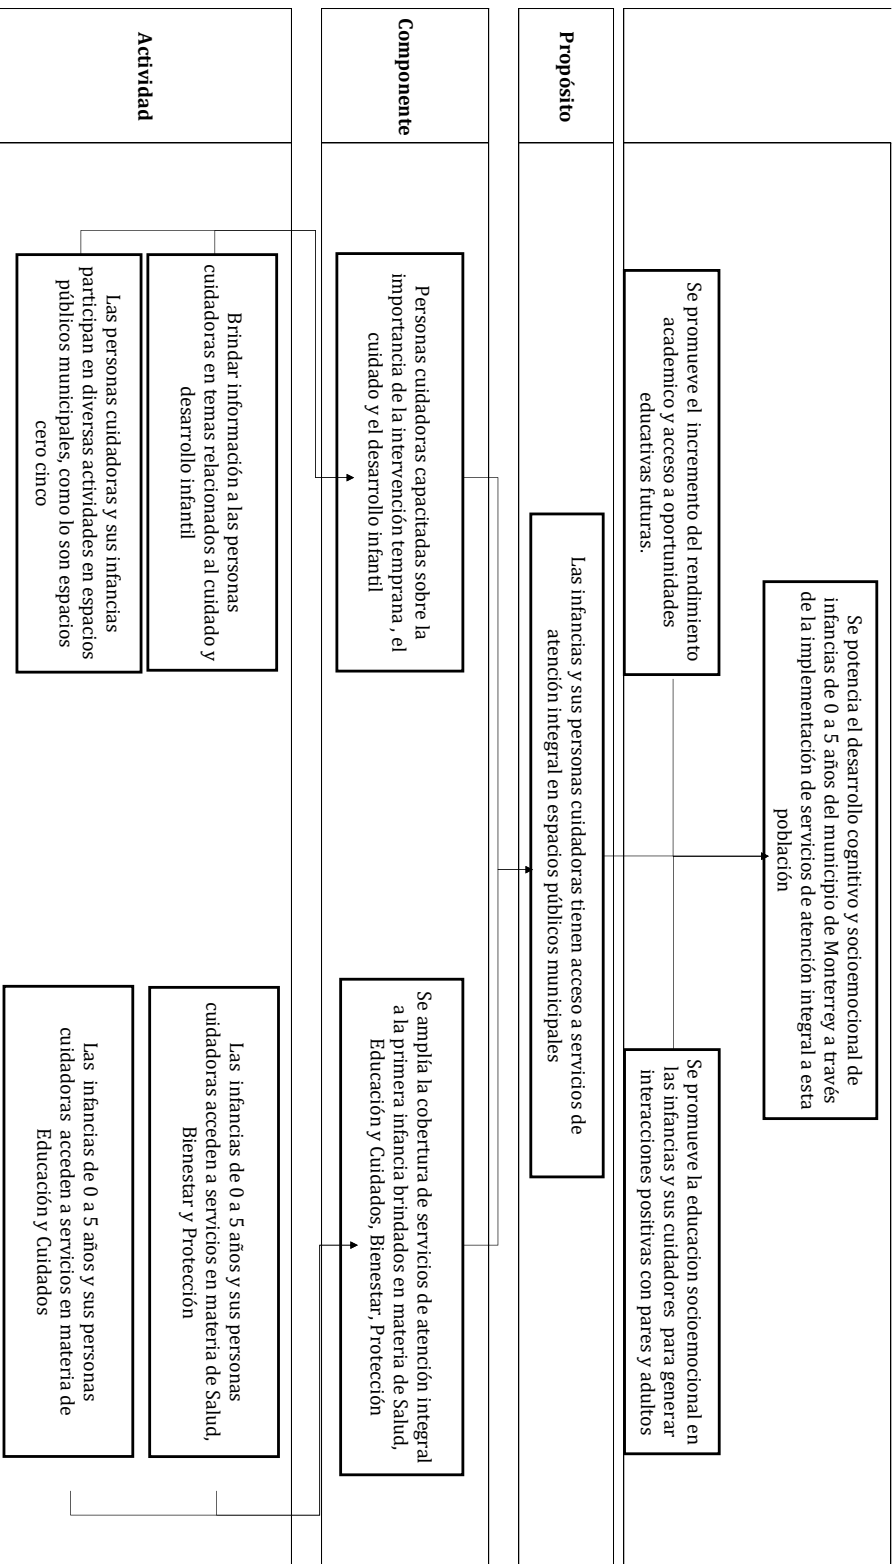 Se potencia el desarrollo cognitivo y socioemocional de
infancias de 0 a 5 años del municipio de Monterrey a través
de la implementación de servicios de atención integral a esta
población
Se promueve el incremento del rendimiento
academico y acceso a oportunidades
educativas futuras.
Se promueve la educacion socioemocional en
las infancias y sus cuidadores para generar
interacciones positivas con pares y adultos
Propósito
Las infancias y sus personas cuidadoras tienen acceso a servicios de
atención integral en espacios públicos municipales
Componente
Personas cuidadoras capacitadas sobre la
importancia de la intervención temprana , el
cuidado y el desarrollo infantil
Se amplía la cobertura de servicios de atención integral
a la primera infancia brindados en materia de Salud,
Educación y Cuidados, Bienestar, Protección
Actividad
Brindar información a las personas
cuidadoras en temas relacionados al cuidado y
desarrollo infantil
Las infancias de 0 a 5 años y sus personas
cuidadoras acceden a servicios en materia de Salud,
Bienestar y Protección
Las personas cuidadoras y sus infancias
participan en diversas actividades en espacios
públicos municipales, como lo son espacios
cero cinco
Las infancias de 0 a 5 años y sus personas
cuidadoras acceden a servicios en materia de
Educación y Cuidados